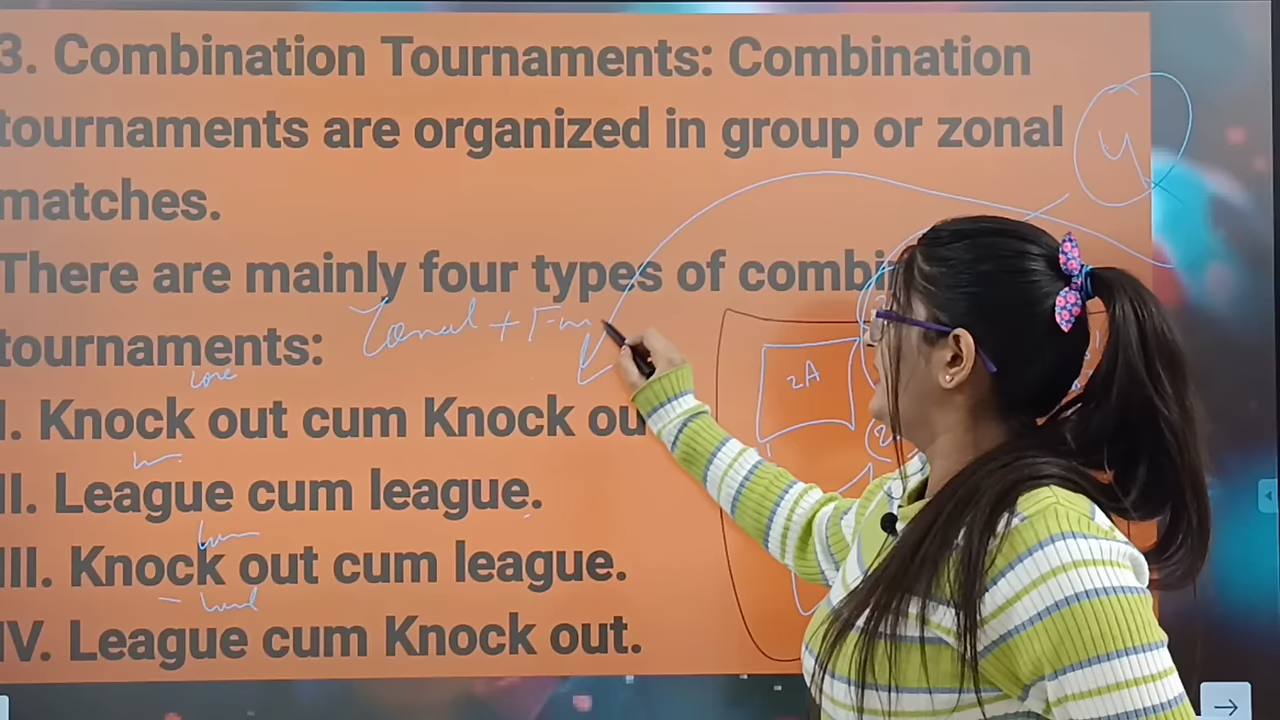 3. Combination Tournaments: Combination
tournaments are organized in group or zonal
matches.
There are mainly four types of combi
tournaments: Zonal +
I. Knock out cum Knock ou
II. League cum league.
III. Knock out cum league.
IV. League cum Knock out.
2A
4